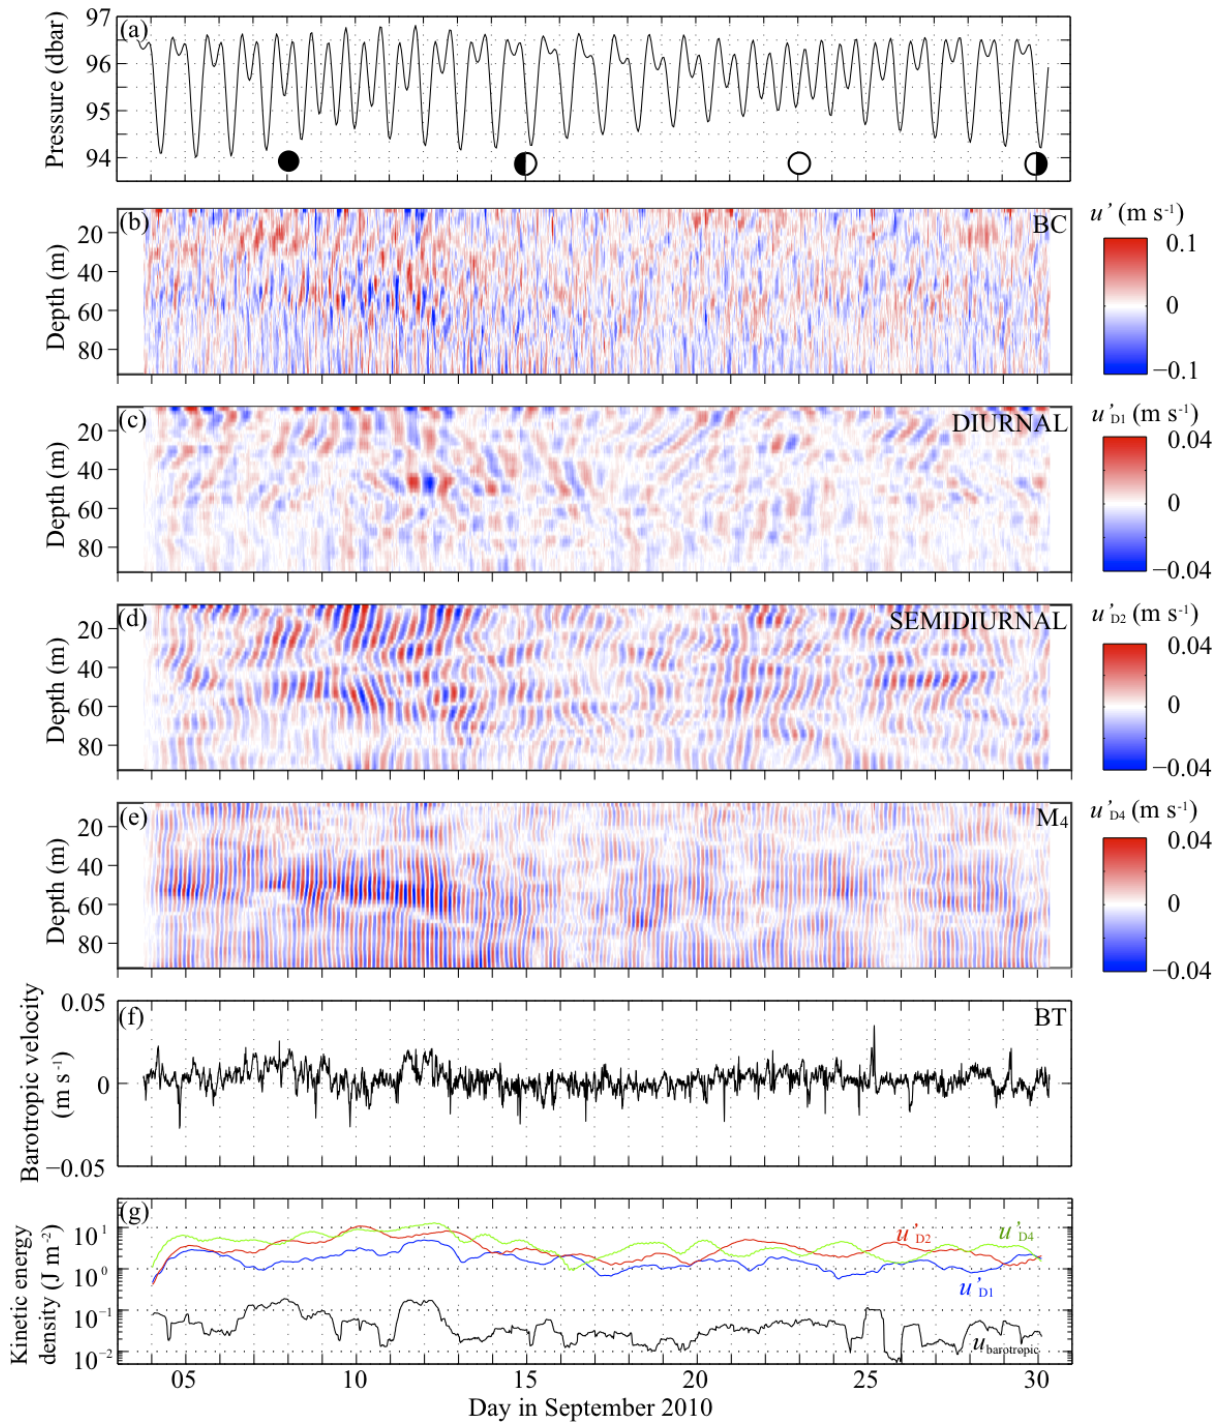 97
(a)
96
95
94
Pressure (dbar)
(b)
BC
20
40
60
80
Depth (m)
u' (m s-1)
0.1
0
−0.1
(c)
DIURNAL
20
40
60
80
Depth (m)
u'D1 (m s-1)
0.04
0
−0.04
(d)
SEMIDIURNAL
20
40
60
80
Depth (m)
u'D2 (m s-1)
0.04
0
−0.04
(e)
M4
20
40
60
80
Depth (m)
u'D4 (m s-1)
0.04
0
−0.04
(f)
BT
0.05
0
−0.05
Barotropic velocity
(m s-1)
(g)
u'D2
u'D4
u'D1
ubarotropic
10^1
10^0
10^-1
10^-2
Kinetic energy
density (J m-2)
05 10 15 20 25 30
Day in September 2010